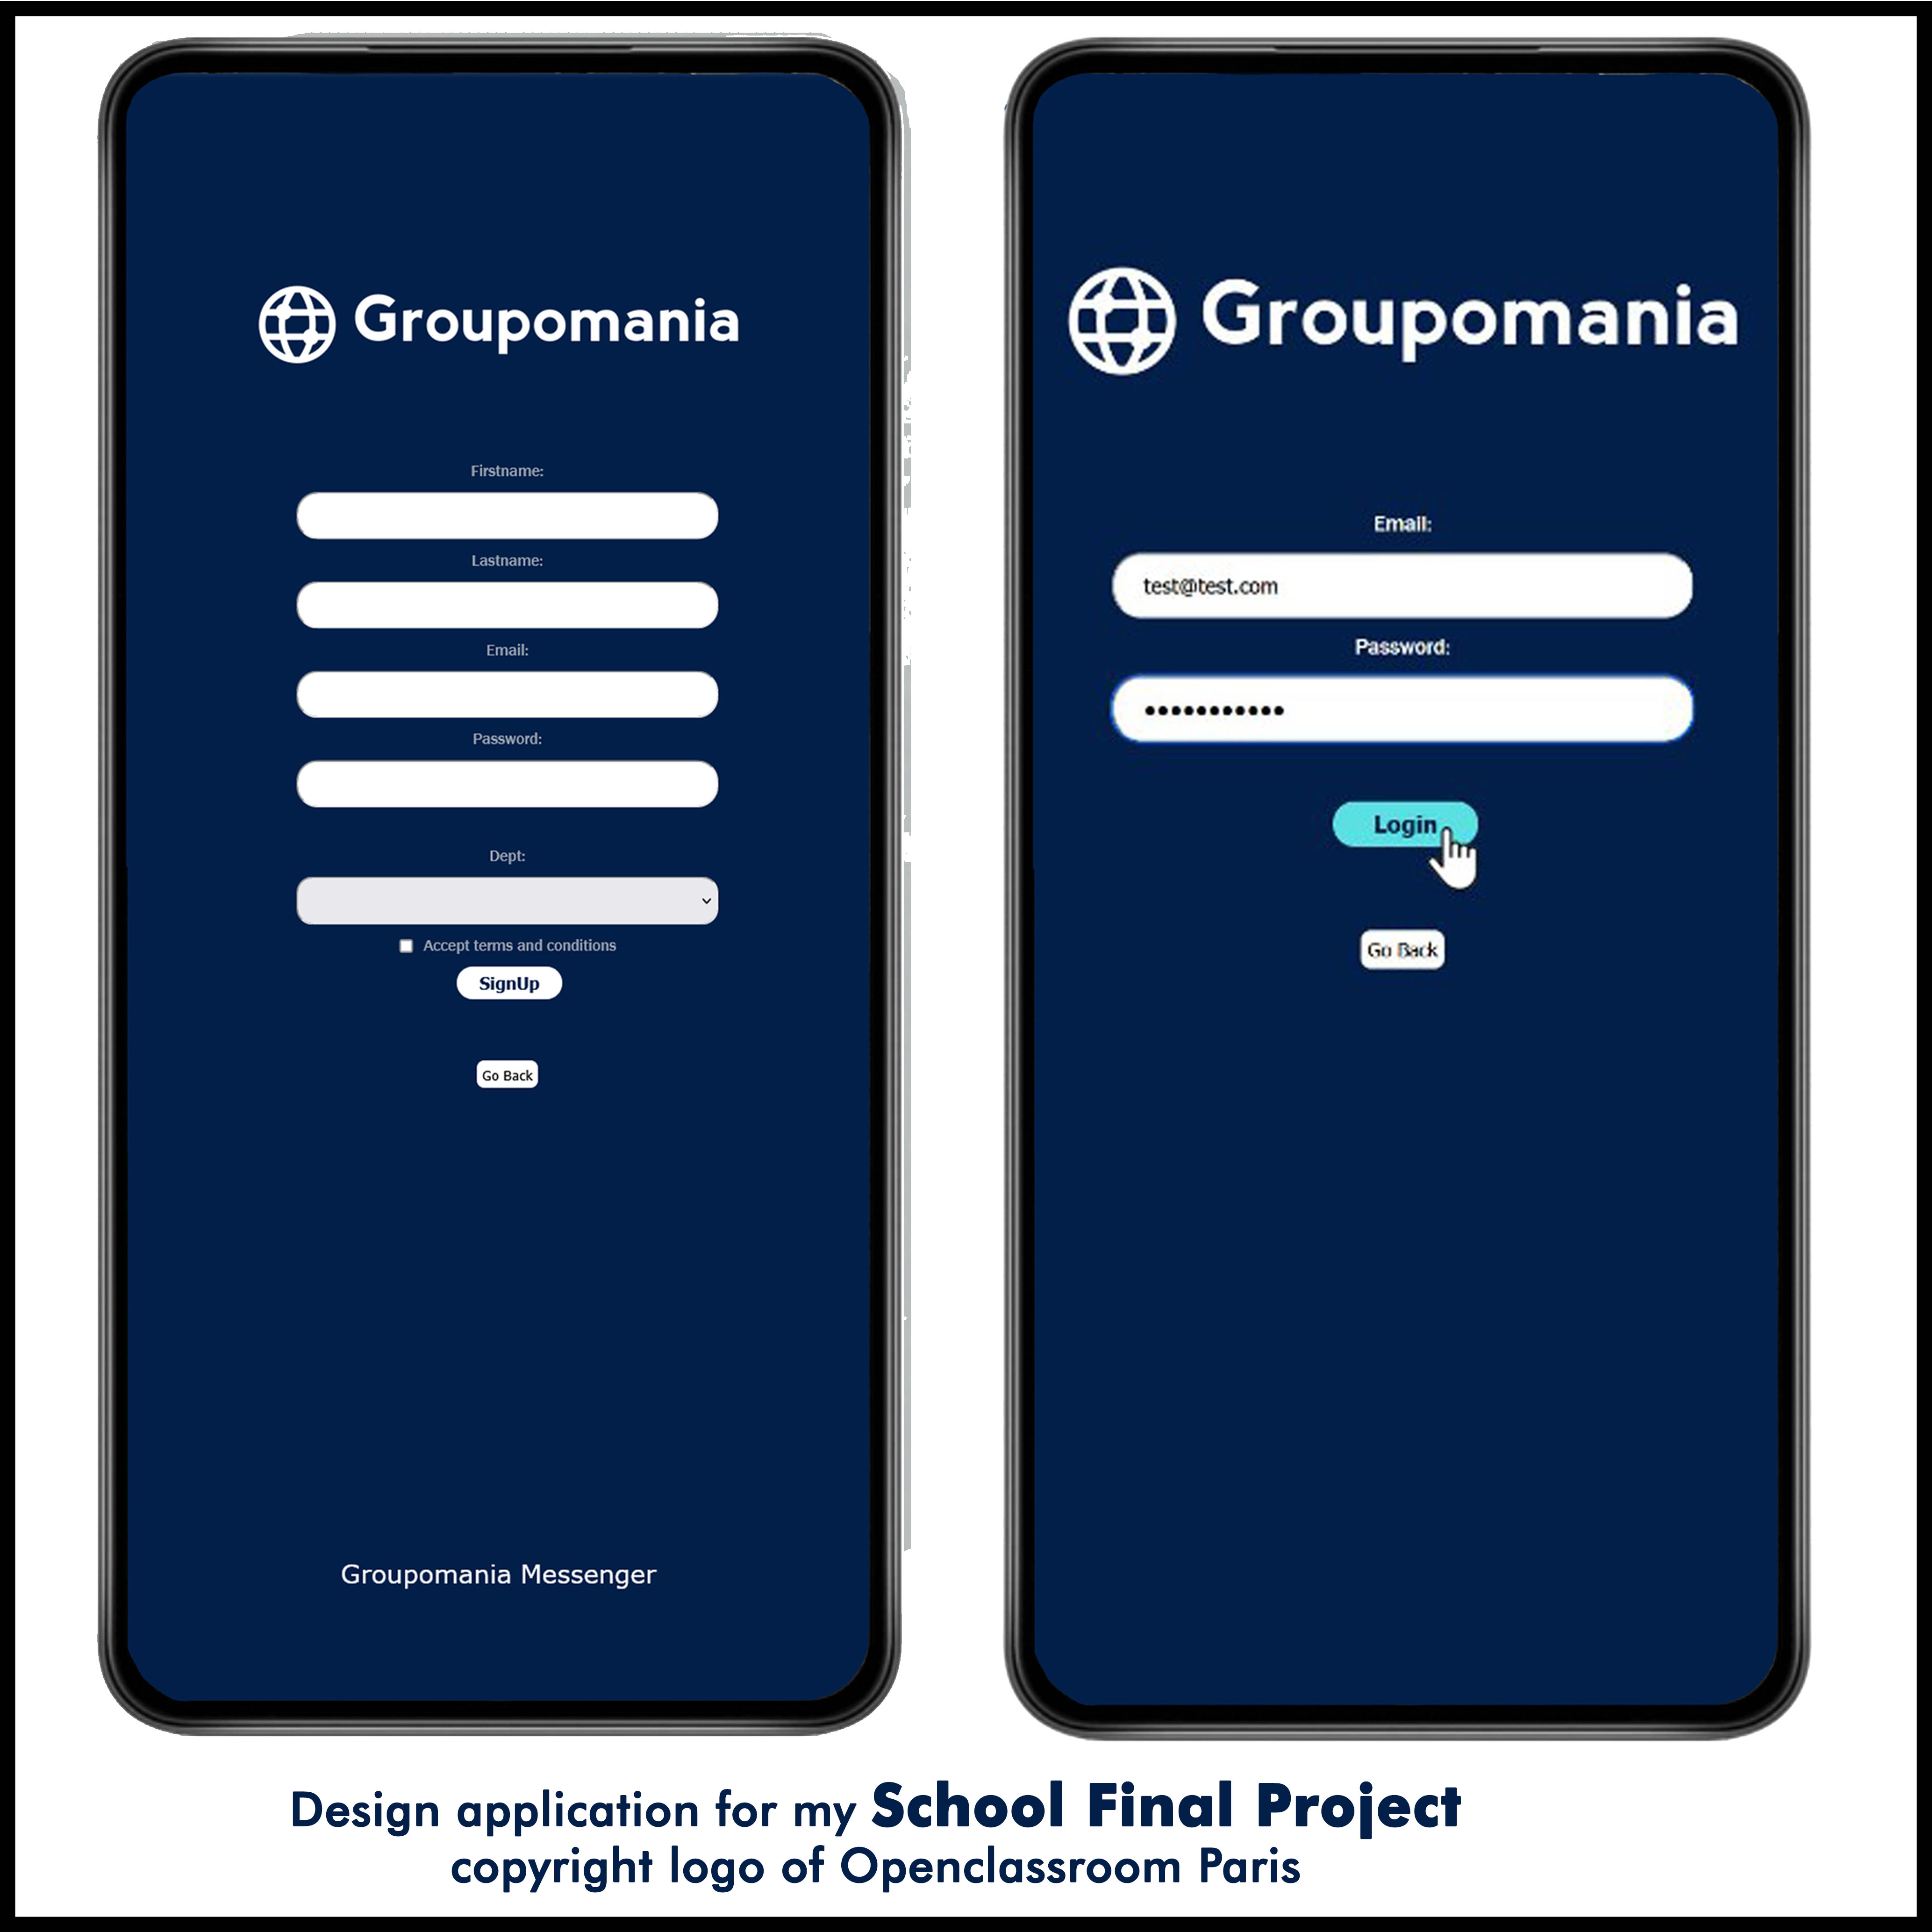 Groupomania
Firstname:
Lastname:
Email:
Password:
Dept:
Accept terms and conditions
SignUp
Go Back
Groupomania Messenger
Groupomania
Email:
test@test.com
Password:
•••••••••••
Login
Go Back
Design application for my School Final Project
copyright logo of Openclassroom Paris